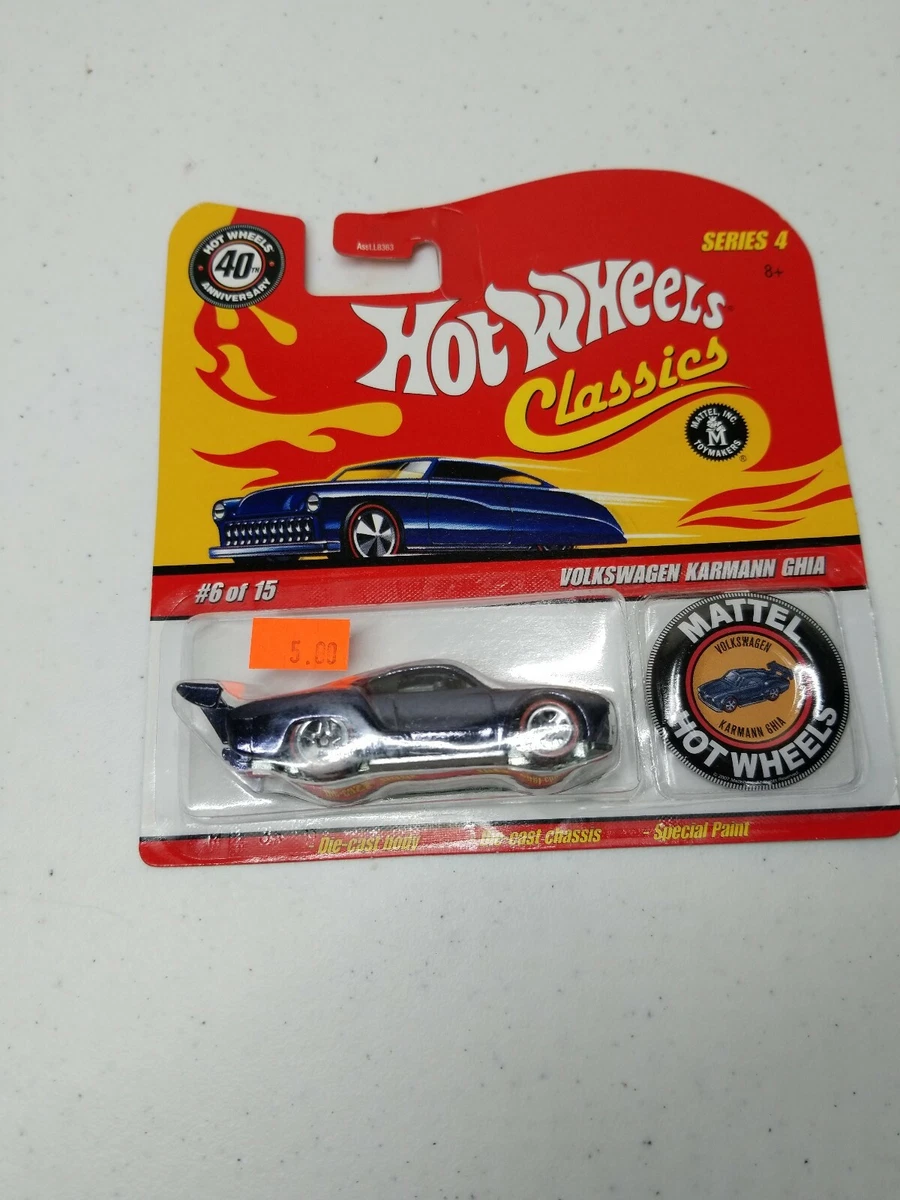 HOT WHEELS
40TH
ANNIVERSARY
Asst.L8383
SERIES 4
8+
Hot Wheels
Classics
MATTEL, INC.
M
TOYMAKERS
®
#6 of 15
VOLKSWAGEN KARMANN GHIA
5.00
MATTEL
VOLKSWAGEN
KARMANN GHIA
HOT WHEELS
Die-cast body
Die-cast chassis
- Special Paint